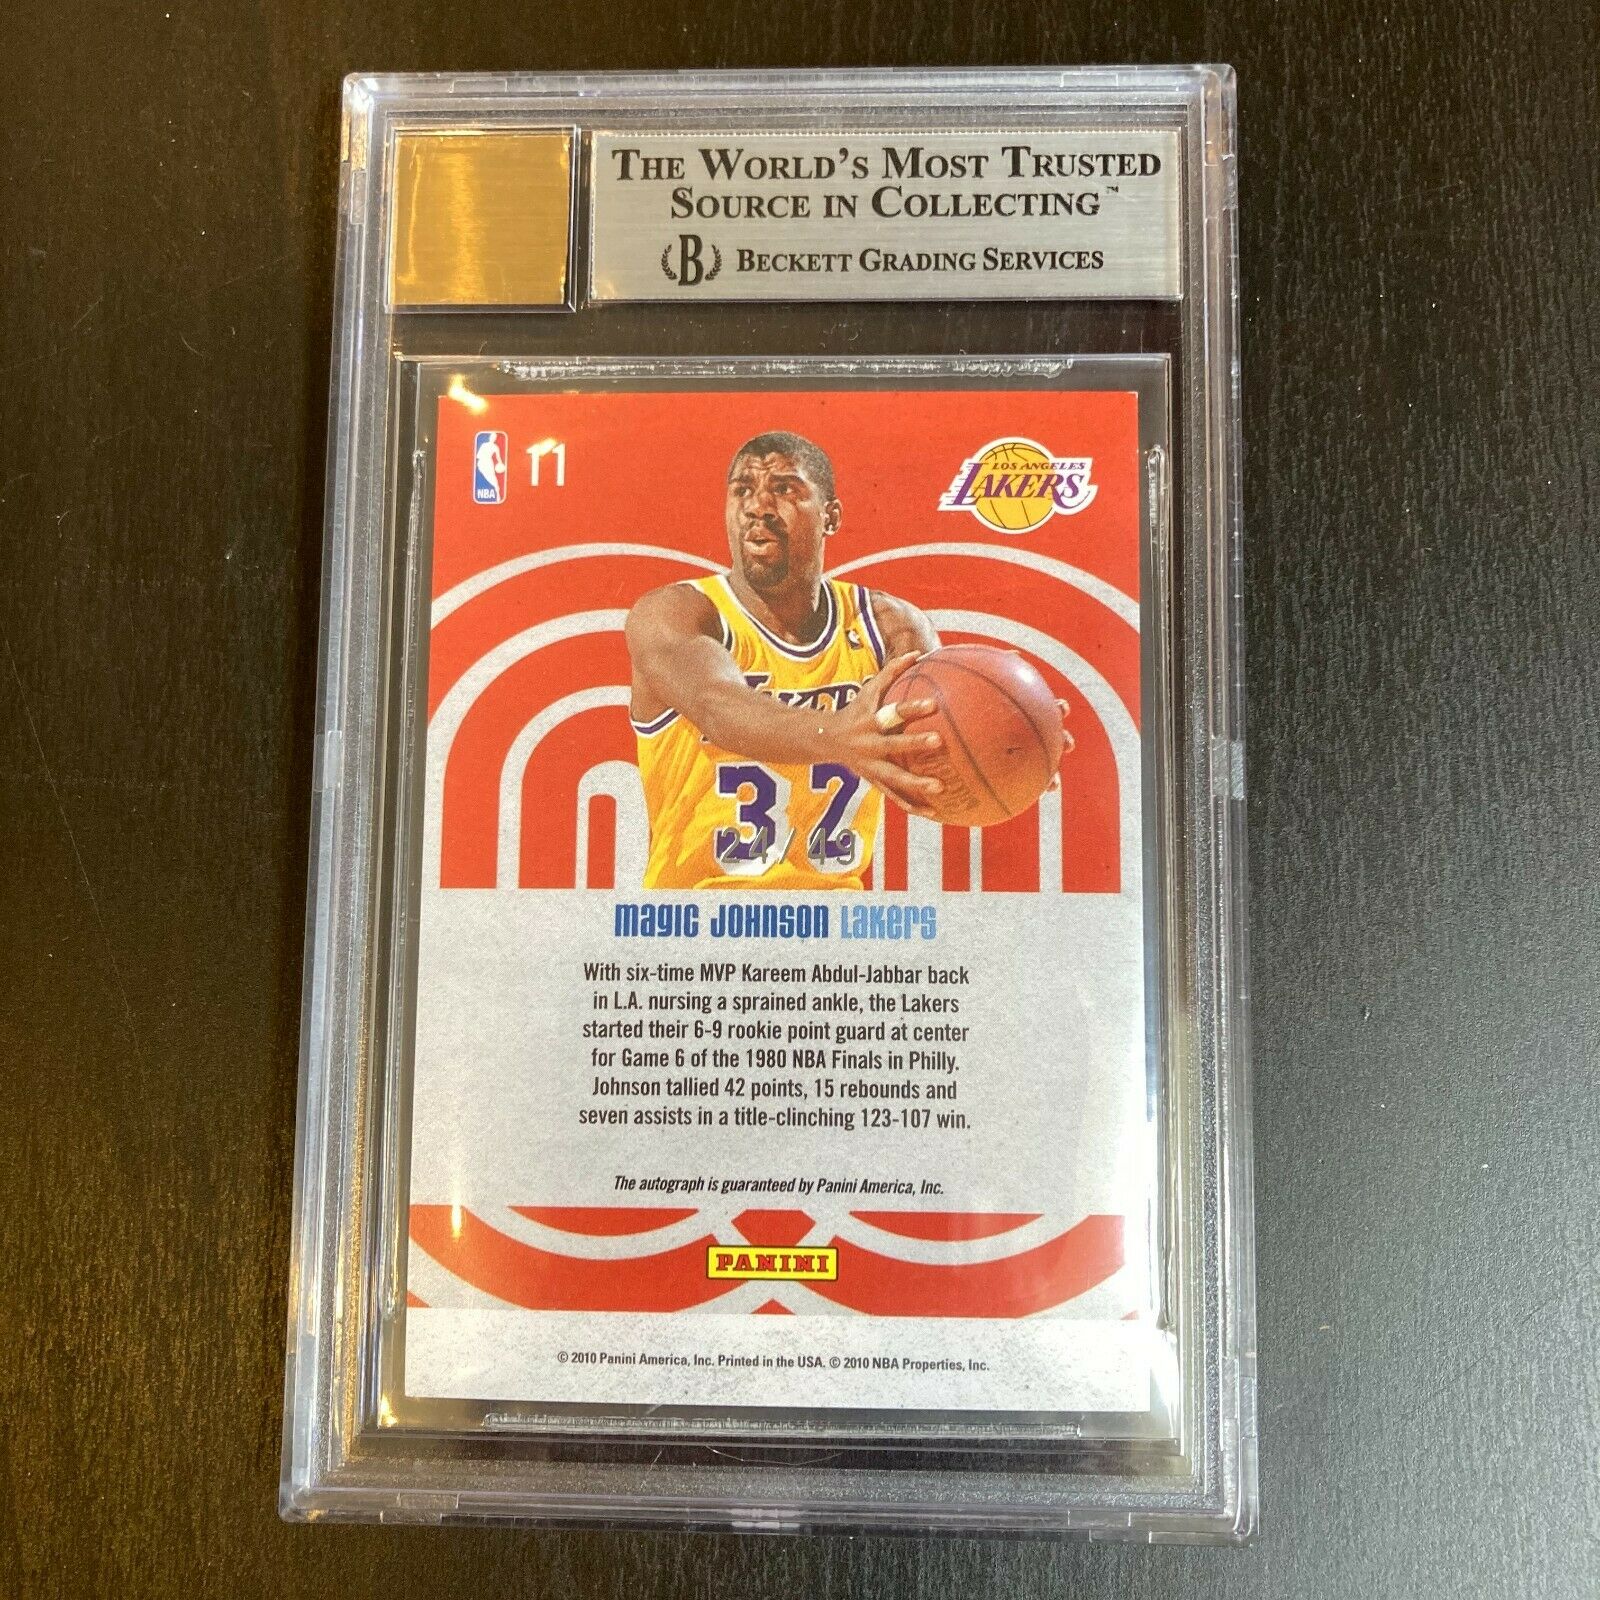 THE WORLD'S MOST TRUSTED
SOURCE IN COLLECTING™
B BECKETT GRADING SERVICES
NBA 11
LOS ANGELES
LAKERS
LAKERS
32
24/49
Magic Johnson Lakers
With six-time MVP Kareem Abdul-Jabbar back
in L.A. nursing a sprained ankle, the Lakers
started their 6-9 rookie point guard at center
for Game 6 of the 1980 NBA Finals in Philly.
Johnson tallied 42 points, 15 rebounds and
seven assists in a title-clinching 123-107 win.
The autograph is guaranteed by Panini America, Inc.
PANINI
© 2010 Panini America, Inc. Printed in the USA. © 2010 NBA Properties, Inc.